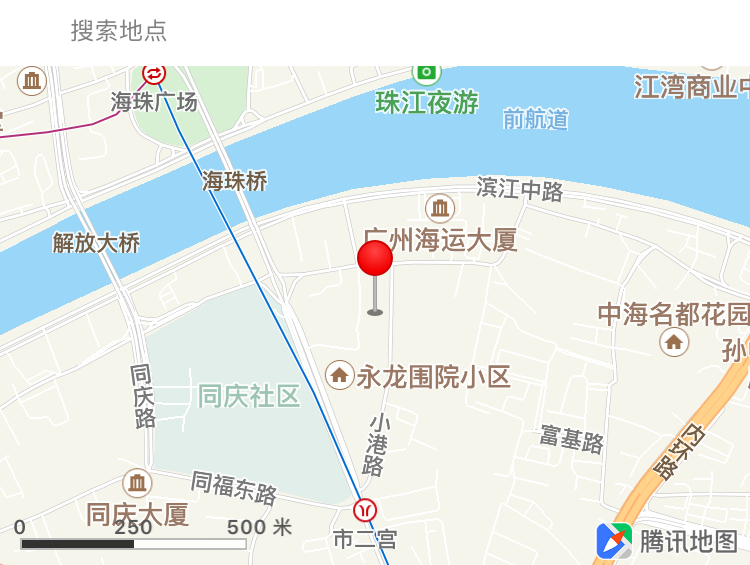 搜索地点
海珠广场
珠江夜游
江湾商业中
前航道
海珠桥
滨江中路
解放大桥
广州海运大厦
中海名都花园
孙
永龙围院小区
同庆路
同庆社区
小港路
富基路
内环路
同福东路
同庆大厦
市二宫
0 250 500 米
腾讯地图